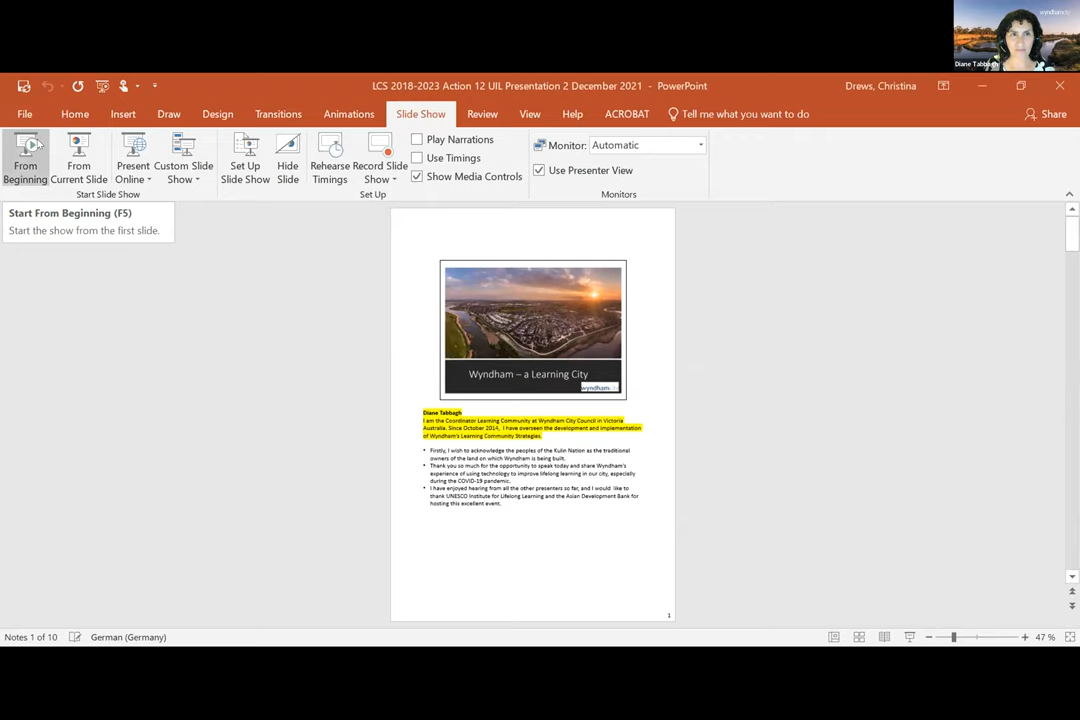 wyndhamcity
Diane Tabbagh
LCS 2018-2023 Action 12 UIL Presentation 2 December 2021 - PowerPoint
Drews, Christina
File Home Insert Draw Design Transitions Animations Slide Show Review View Help ACROBAT Tell me what you want to do Share
From Beginning
From Current Slide
Present Online
Custom Slide Show
Set Up Slide Show
Hide Slide
Rehearse Timings
Record Slide Show
Play Narrations
Use Timings
Show Media Controls
Monitor: Automatic
Use Presenter View
Start Slide Show
Set Up
Monitors
Start From Beginning (F5)
Start the show from the first slide.
Wyndham – a Learning City
wyndhamcity
Diane Tabbagh
I am the Coordinator Learning Community at Wyndham City Council in Victoria
Australia. Since October 2014, I have overseen the development and implementation
of Wyndham's Learning Community Strategies.
• Firstly, I wish to acknowledge the peoples of the Kulin Nation as the traditional
owners of the land on which Wyndham is being built.
• Thank you so much for the opportunity to speak today and share Wyndham's
experience of using technology to improve lifelong learning in our city, especially
during the COVID-19 pandemic.
• I have enjoyed hearing from all the other presenters so far, and I would like to
thank UNESCO Institute for Lifelong Learning and the Asian Development Bank for
hosting this excellent event.
1
Notes 1 of 10
German (Germany)
47 %